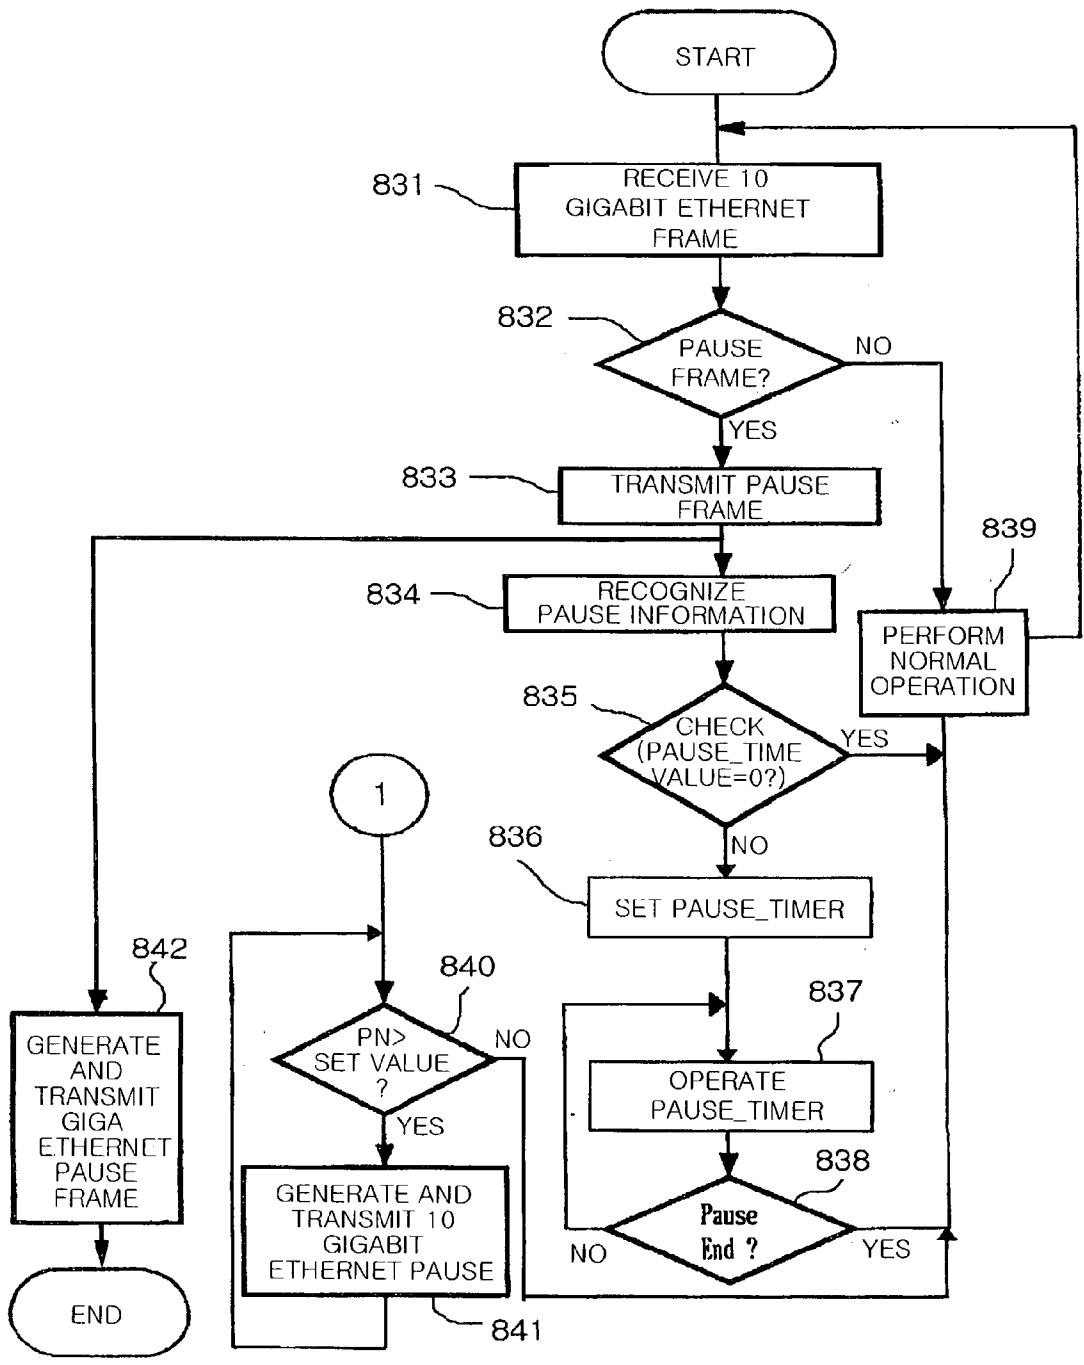 START
831
RECEIVE 10
GIGABIT ETHERNET
FRAME
832
PAUSE
FRAME?
NO
YES
833
TRANSMIT PAUSE
FRAME
834
RECOGNIZE
PAUSE INFORMATION
839
PERFORM
NORMAL
OPERATION
835
CHECK
(PAUSE_TIME
VALUE=0?)
YES
NO
1
836
SET PAUSE_TIMER
842
GENERATE
AND
TRANSMIT
GIGA
ETHERNET
PAUSE
FRAME
END
840
PN>
SET VALUE
?
NO
YES
GENERATE AND
TRANSMIT 10
GIGABIT
ETHERNET PAUSE
841
837
OPERATE
PAUSE_TIMER
838
Pause
End ?
NO
YES